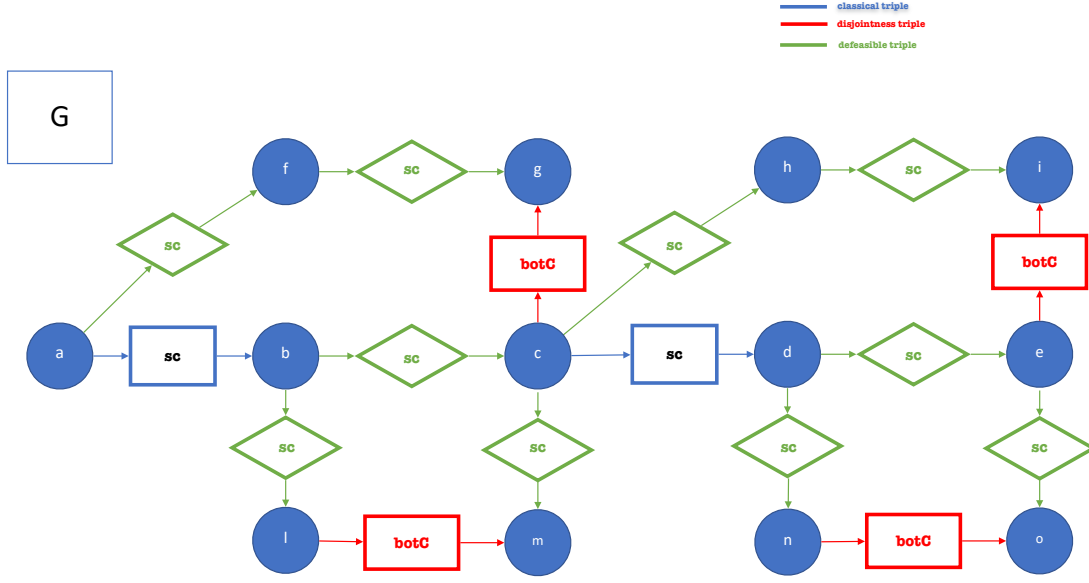 classical triple
disjointness triple
defeasible triple
G
f
sc
g
h
sc
i
sc
sc
botC
botC
a
sc
b
sc
c
sc
d
sc
e
sc
sc
sc
sc
l
botC
m
n
botC
o